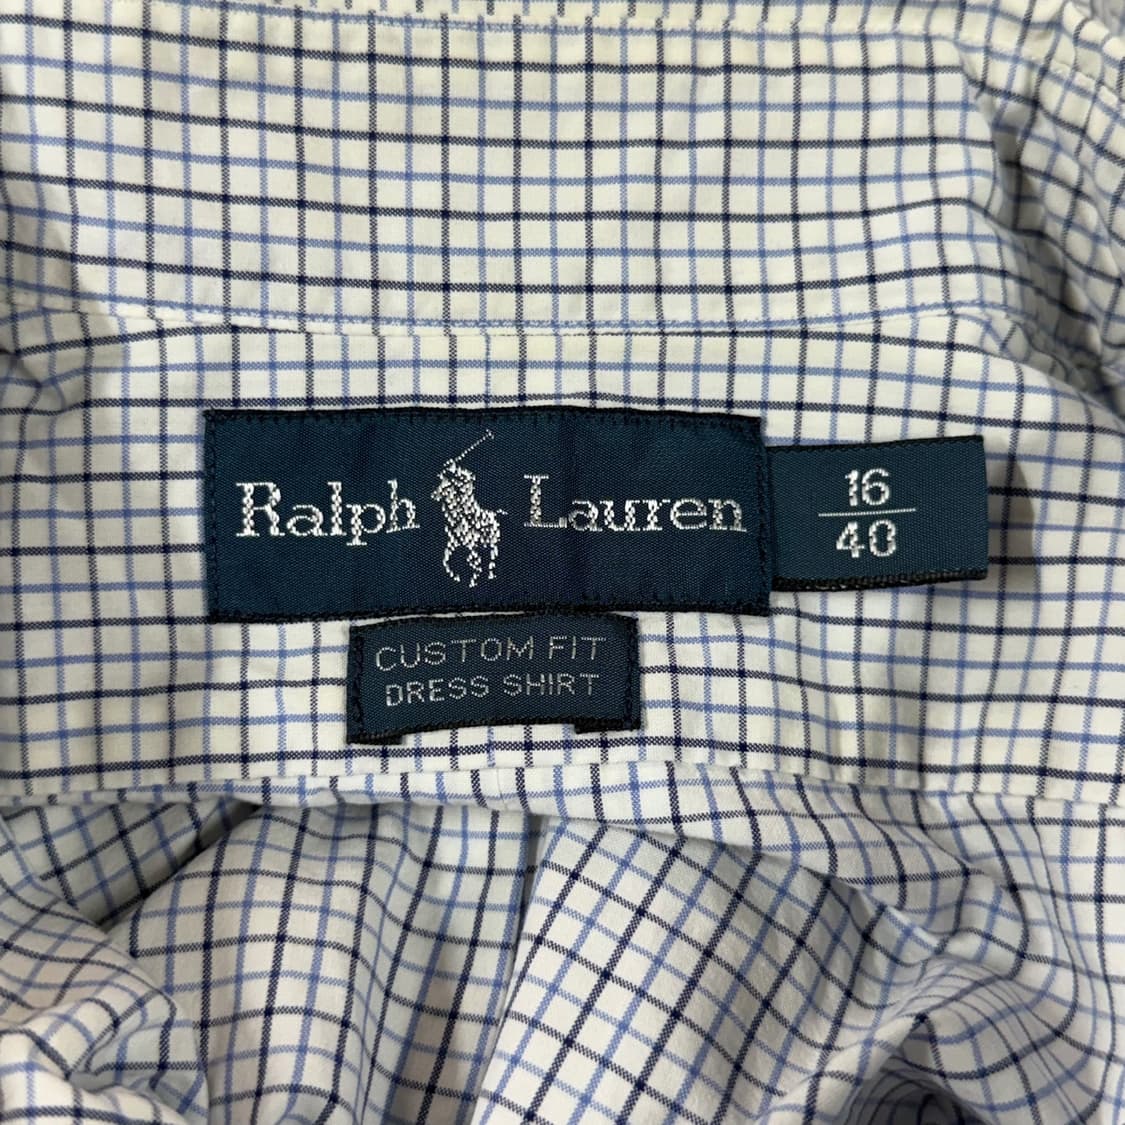 Ralph Lauren
16
40
CUSTOM FIT
DRESS SHIRT